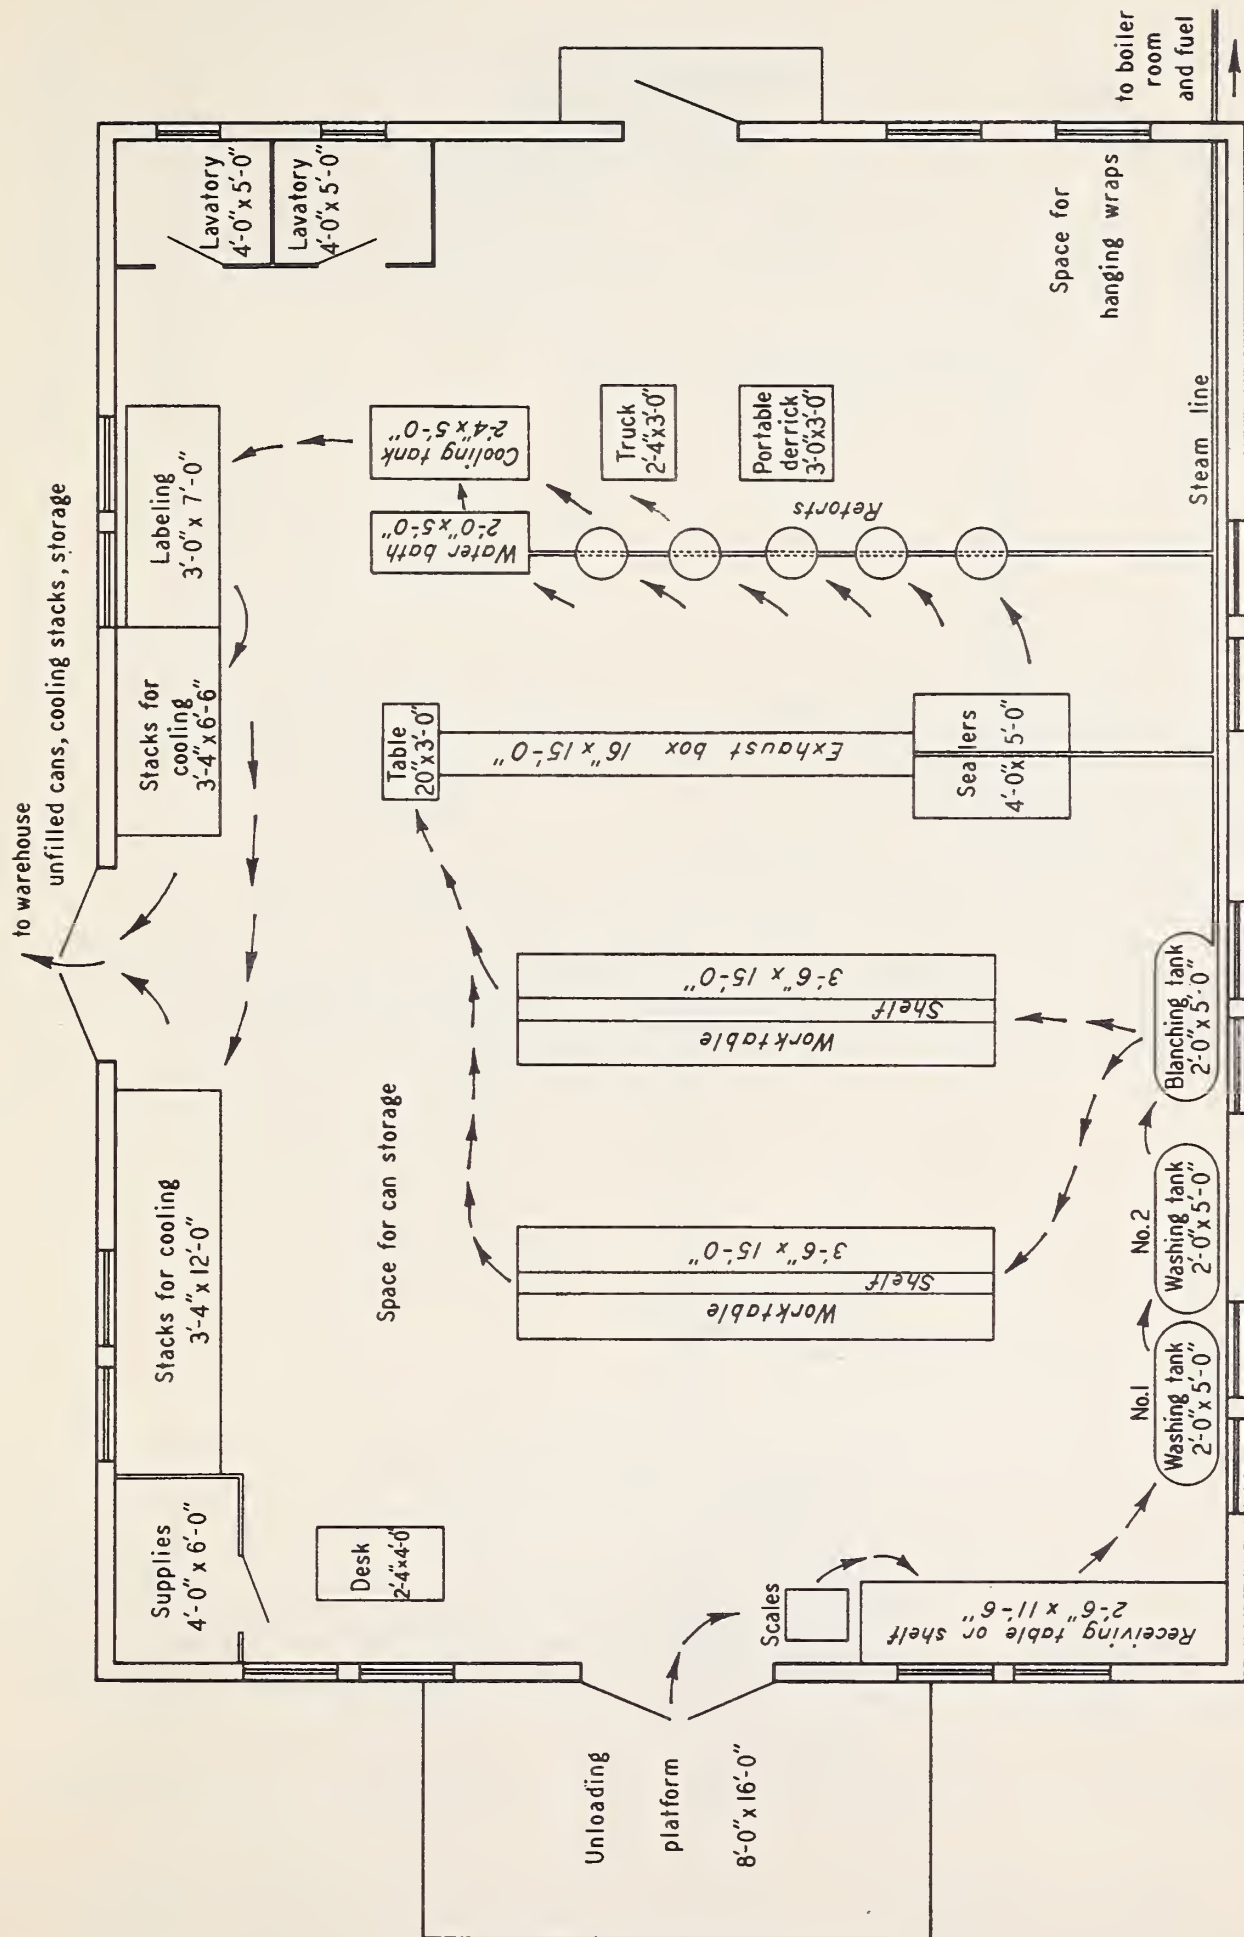 to warehouse
unfilled cans, cooling stacks, storage
Supplies
4'-0" x 6'-0"
Stacks for cooling
3'-4" x 12'-0"
Stacks for
cooling
3'-4" x 6'-6"
Labeling
3'-0" x 7'-0"
Lavatory
4'-0" x 5'-0"
Lavatory
4'-0" x 5'-0"
Desk
2'-4" x 4'-0"
Space for can storage
Table
20" x 3'-0"
Exhaust box 16" x 15'-0"
Sealers
4'-0" x 5'-0"
Water bath
2'-0" x 5'-0"
Cooling tank
2'-4" x 5'-0"
Truck
2'-4" x 3'-0"
Portable
derrick
3'-0" x 3'-0"
Retorts
Worktable
Shelf
3'-6" x 15'-0"
Worktable
Shelf
3'-6" x 15'-0"
Unloading
platform
8'-0" x 16'-0"
Scales
Receiving table or shelf
2'-6" x 11'-6"
No.1
Washing tank
2'-0" x 5'-0"
No.2
Washing tank
2'-0" x 5'-0"
Blanching tank
2'-0" x 5'-0"
Steam line
Space for
hanging wraps
to boiler
room
and fuel